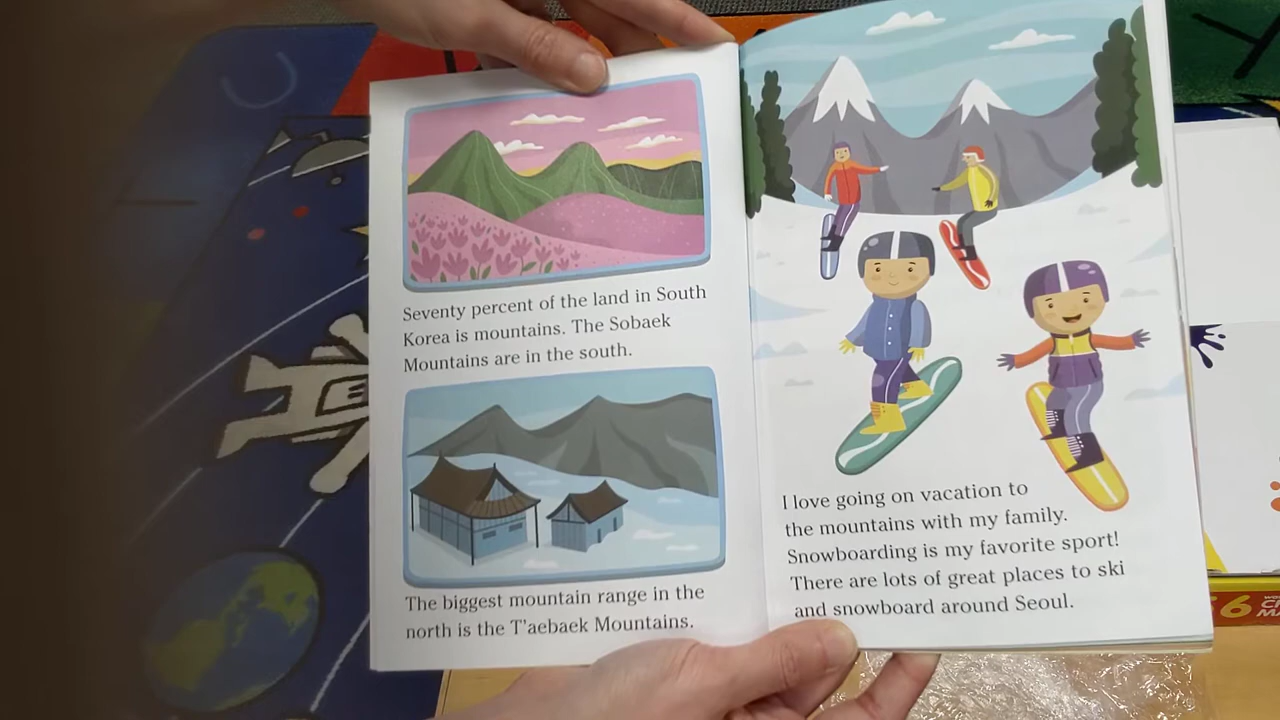 Seventy percent of the land in South
Korea is mountains. The Sobaek
Mountains are in the south.
The biggest mountain range in the
north is the T'aebaek Mountains.
I love going on vacation to
the mountains with my family.
Snowboarding is my favorite sport!
There are lots of great places to ski
and snowboard around Seoul.
6